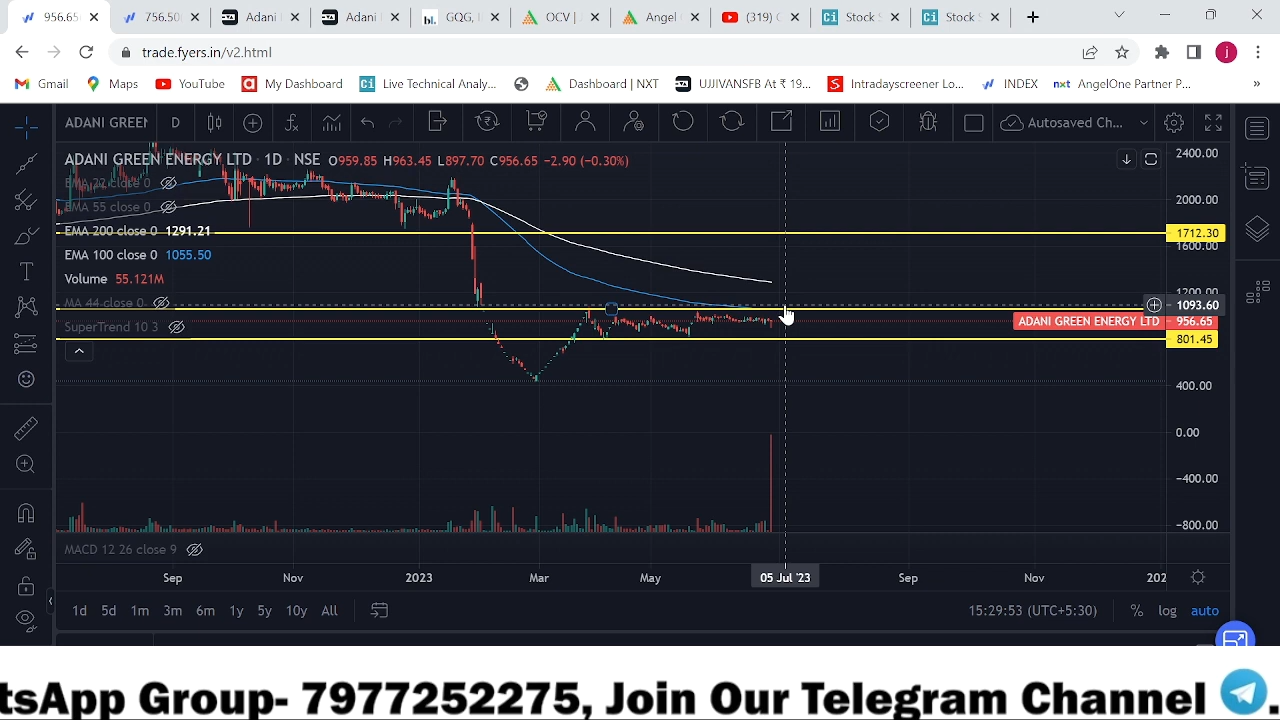 956.65 756.50 Adani Adani GQG, OCV | Angel (319) C Stock S Stock S
trade.fyers.in/v2.html
Gmail Maps YouTube My Dashboard Live Technical Analy... Dashboard | NXT UJJIVANSFB At ₹ 19... Intradayscreener Lo... INDEX AngelOne Partner P... »
ADANI GREEN D Autosaved Ch...
ADANI GREEN ENERGY LTD · 1D · NSE O959.85 H963.45 L897.70 C956.65 −2.90 (−0.30%)
2400.00
close 0
2000.00
EMA 55 close 0
EMA 200 close 0 1291.21
1712.30
1600.00
EMA 100 close 0 1055.50
Volume 55.121M
1200.00
MA 44 close 0
1093.60
SuperTrend 10 3
ADANI GREEN ENERGY LTD 956.65
801.45
400.00
0.00
−400.00
−800.00
MACD 12 26 close 9
Sep Nov 2023 Mar May 05 Jul '23 Sep Nov 202
1d 5d 1m 3m 6m 1y 5y 10y All 15:29:53 (UTC+5:30) % log auto
tsApp Group- 7977252275, Join Our Telegram Channel